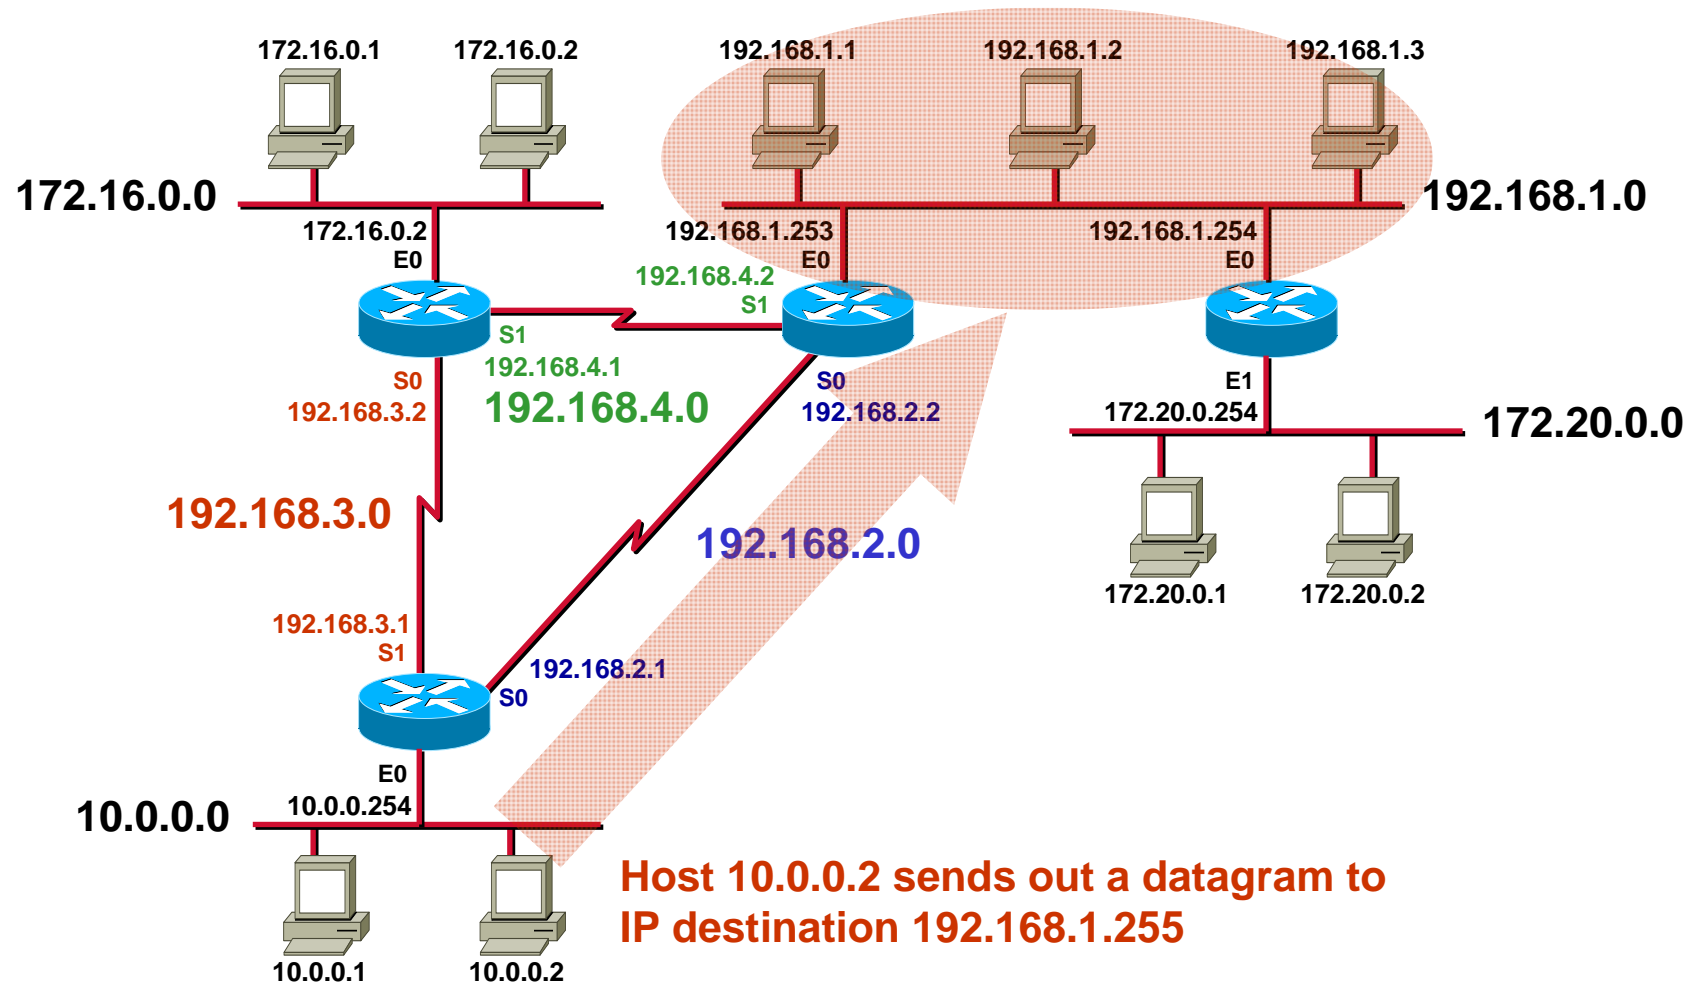 172.16.0.1
172.16.0.2
192.168.1.1
192.168.1.2
192.168.1.3
172.16.0.0
192.168.1.0
172.16.0.2
E0
192.168.1.253
E0
192.168.1.254
E0
192.168.4.2
S1
S1
192.168.4.1
192.168.4.0
S0
192.168.3.2
S0
192.168.2.2
E1
172.20.0.254
172.20.0.0
192.168.3.0
192.168.2.0
172.20.0.1
172.20.0.2
192.168.3.1
S1
192.168.2.1
S0
E0
10.0.0.254
10.0.0.0
Host 10.0.0.2 sends out a datagram to
IP destination 192.168.1.255
10.0.0.1
10.0.0.2